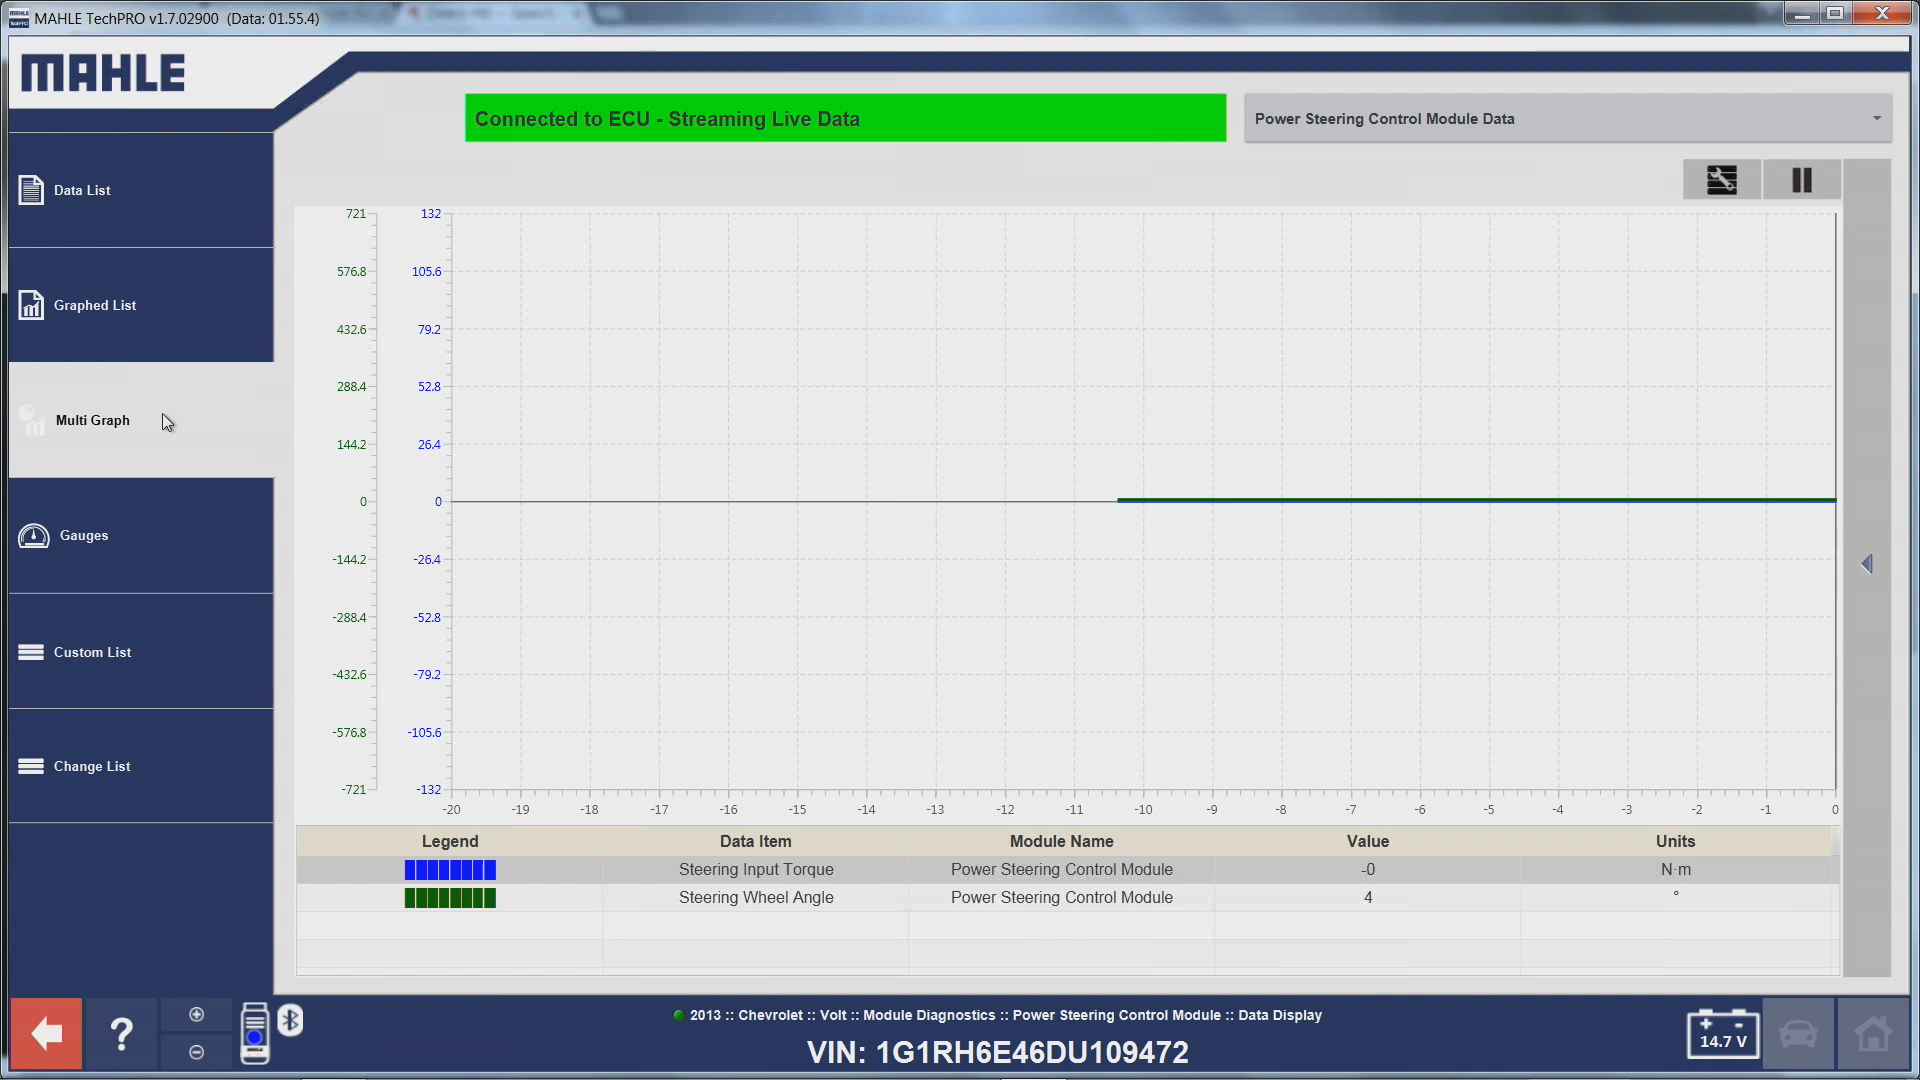 MAHLE TechPRO v1.7.02900 (Data: 01.55.4)
MAHLE
Connected to ECU - Streaming Live Data
Power Steering Control Module Data
Data List
Graphed List
Multi Graph
Gauges
Custom List
Change List
721 132
576.8 105.6
432.6 79.2
288.4 52.8
144.2 26.4
0 0
-144.2 -26.4
-288.4 -52.8
-432.6 -79.2
-576.8 -105.6
-721 -132
-20 -19 -18 -17 -16 -15 -14 -13 -12 -11 -10 -9 -8 -7 -6 -5 -4 -3 -2 -1 0
Legend Data Item Module Name Value Units
Steering Input Torque Power Steering Control Module -0 N·m
Steering Wheel Angle Power Steering Control Module 4 °
?
2013 :: Chevrolet :: Volt :: Module Diagnostics :: Power Steering Control Module :: Data Display
VIN: 1G1RH6E46DU109472
+ -
14.7 V